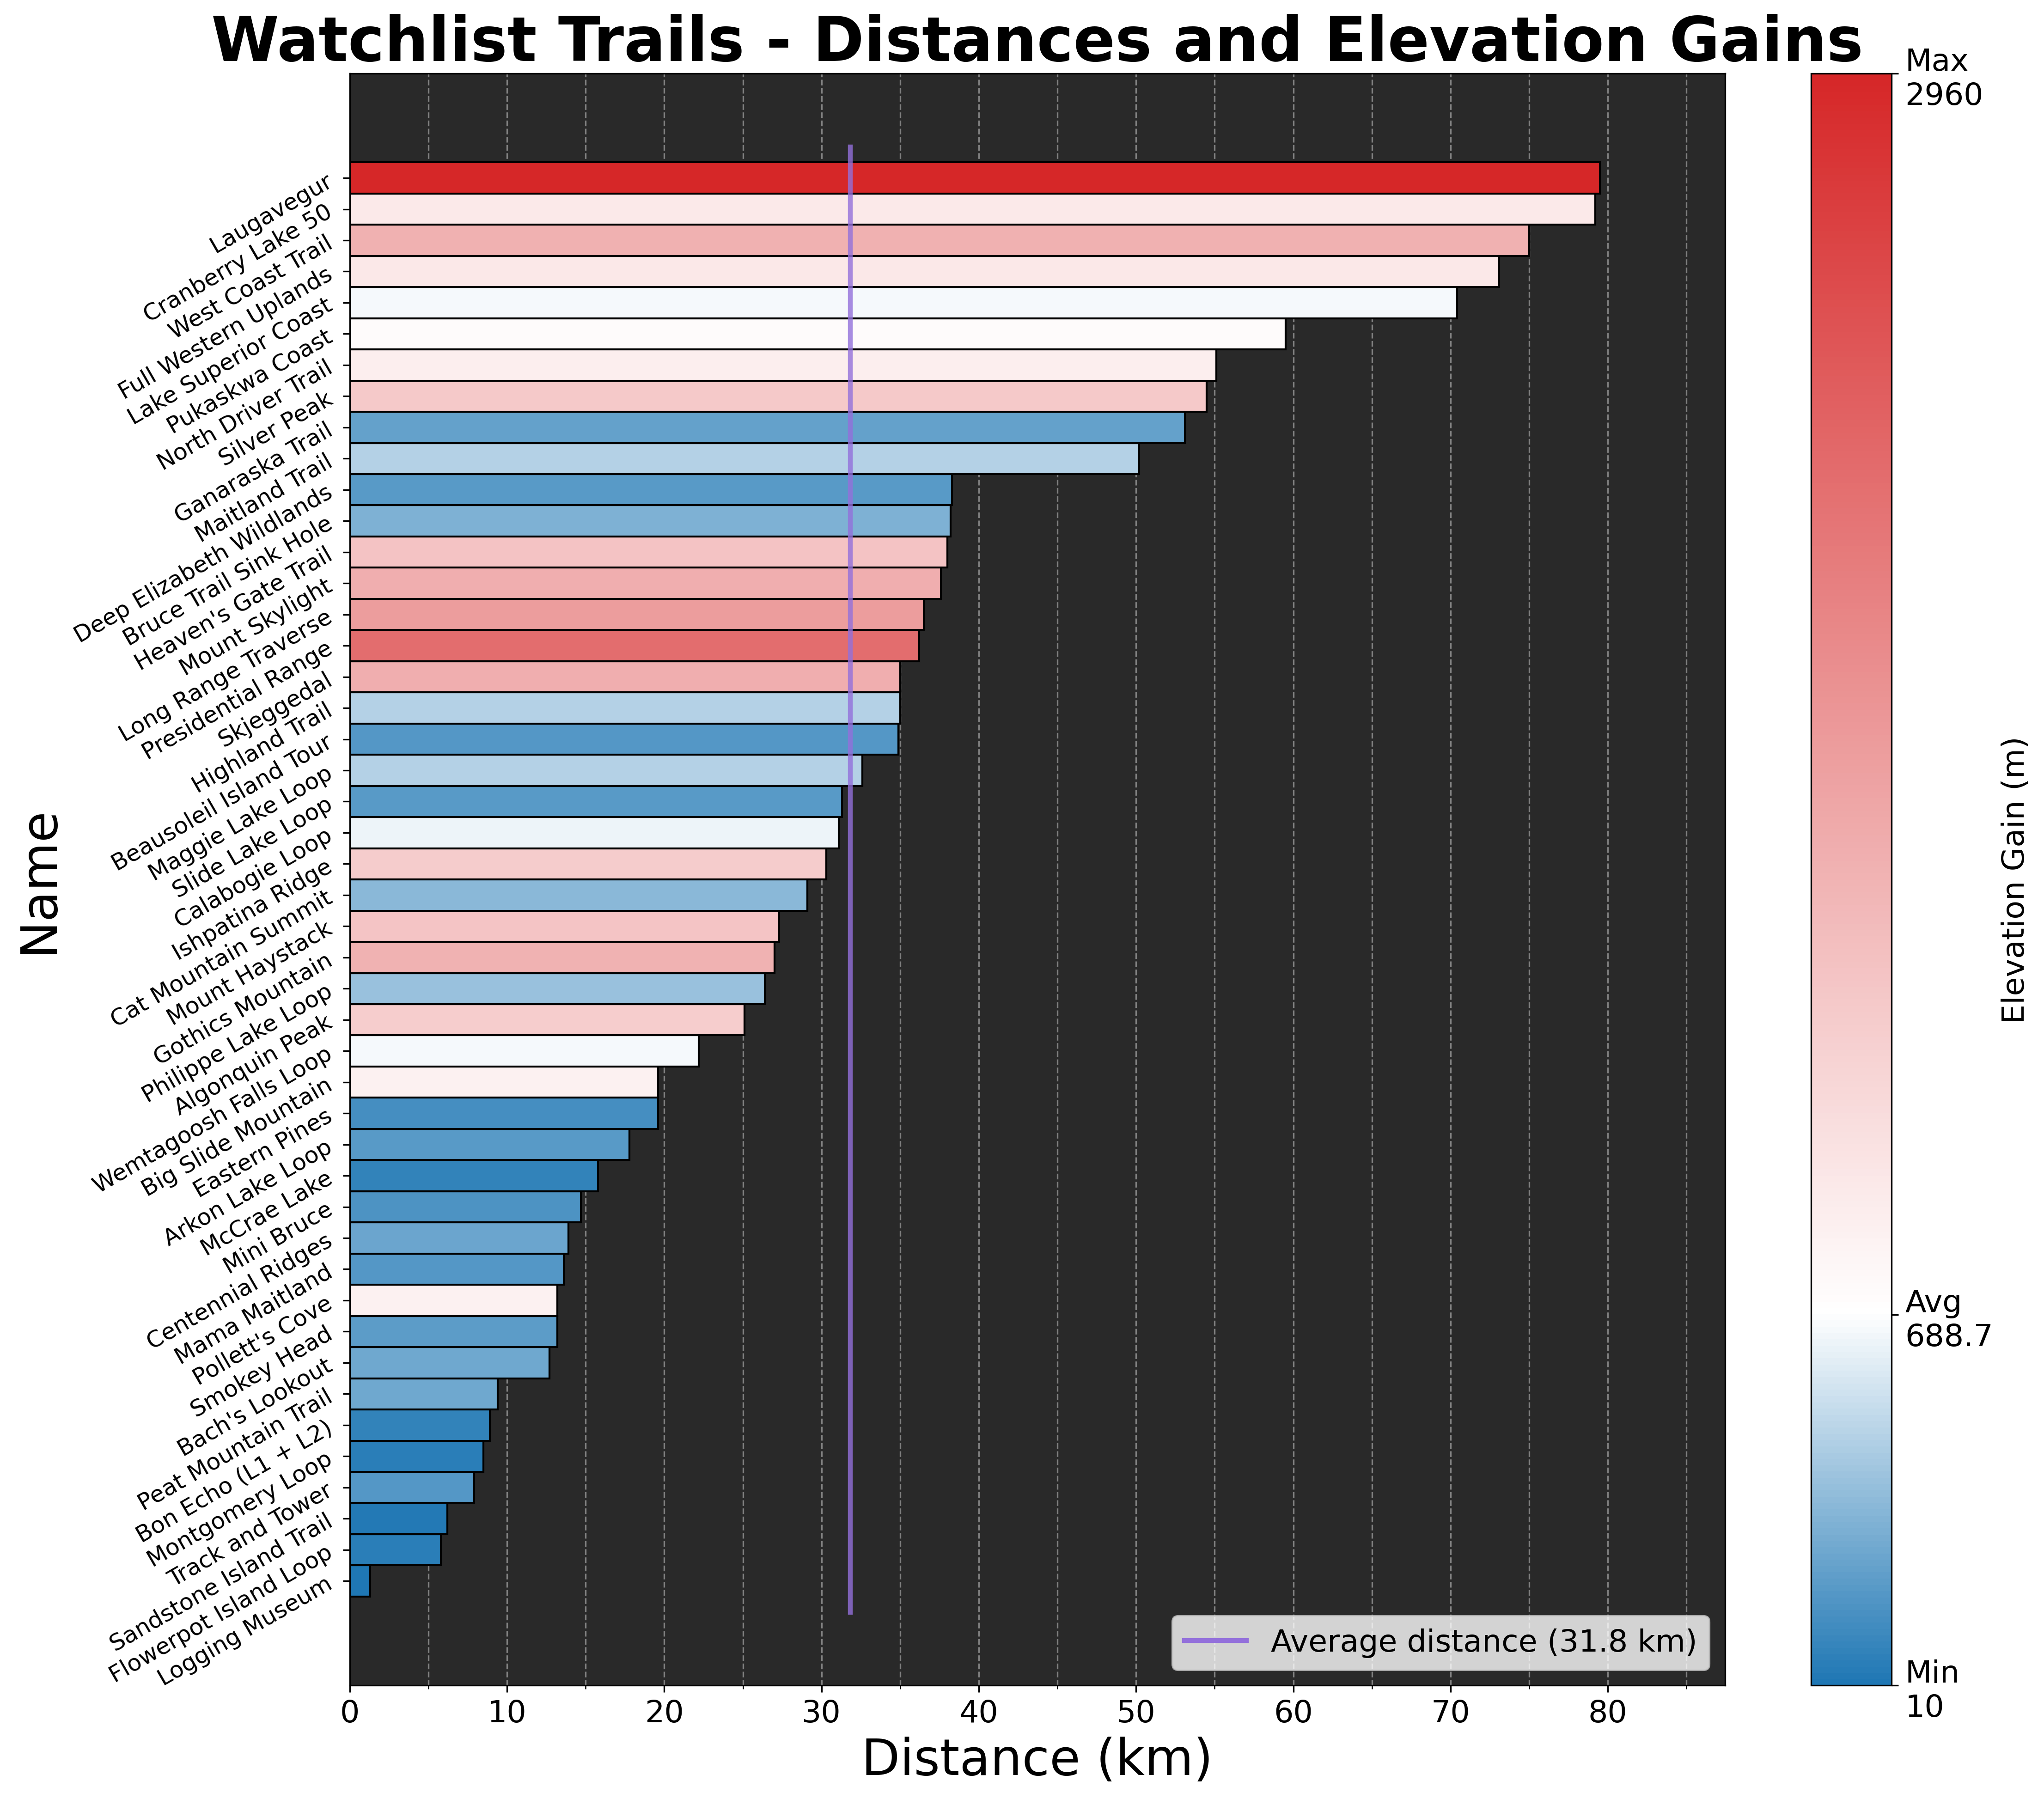 Watchlist Trails - Distances and Elevation Gains
Name
Laugavegur
Cranberry Lake 50
West Coast Trail
Full Western Uplands
Lake Superior Coast
Pukaskwa Coast
North Driver Trail
Silver Peak
Ganaraska Trail
Maitland Trail
Deep Elizabeth Wildlands
Bruce Trail Sink Hole
Heaven's Gate Trail
Mount Skylight
Long Range Traverse
Presidential Range
Skjeggedal
Highland Trail
Beausoleil Island Tour
Maggie Lake Loop
Slide Lake Loop
Calabogie Loop
Ishpatina Ridge
Cat Mountain Summit
Mount Haystack
Gothics Mountain
Philippe Lake Loop
Algonquin Peak
Wemtagoosh Falls Loop
Big Slide Mountain
Eastern Pines
Arkon Lake Loop
McCrae Lake
Mini Bruce
Centennial Ridges
Mama Maitland
Pollett's Cove
Smokey Head
Bach's Lookout
Peat Mountain Trail
Bon Echo (L1 + L2)
Montgomery Loop
Track and Tower
Sandstone Island Trail
Flowerpot Island Loop
Logging Museum
0 10 20 30 40 50 60 70 80
Distance (km)
Average distance (31.8 km)
Max
2960
Avg
688.7
Min
10
Elevation Gain (m)